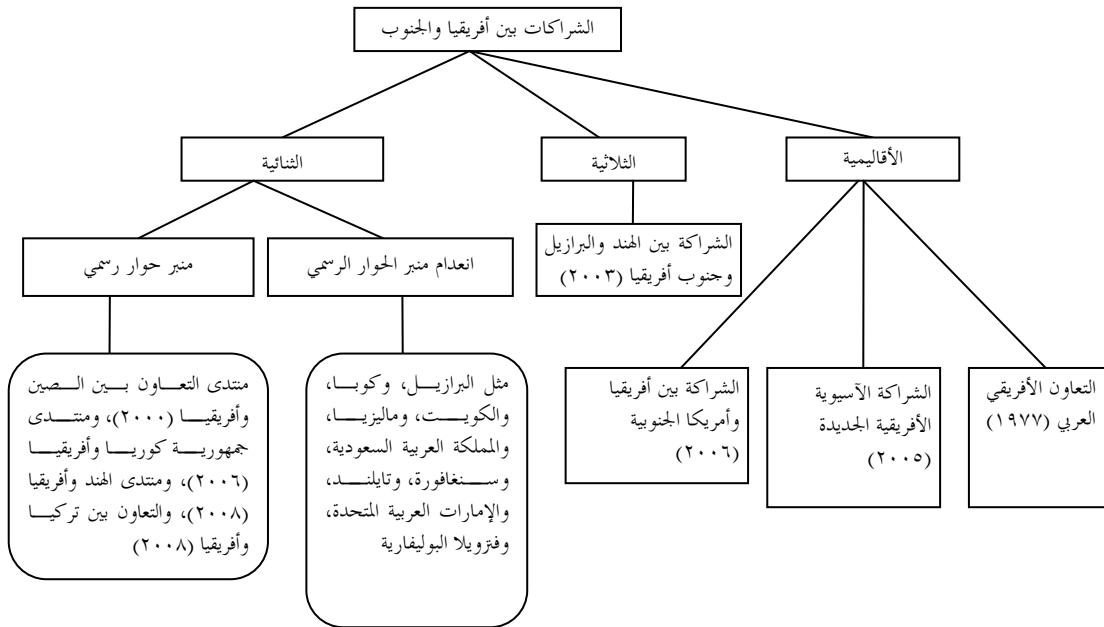 الشراكات بين أفريقيا والجنوب
الأقاليمية
الثلاثية
الثنائية
الشراكة بين الهند والبرازيل
وجنوب أفريقيا (٢٠٠٣)
انعدام منبر الحوار الرسمي
منبر حوار رسمي
التعاون الأفريقي
العربي (١٩٧٧)
الشراكة الآسيوية
الأفريقية الجديدة
(٢٠٠٥)
الشراكة بين أفريقيا
وأمريكا الجنوبية
(٢٠٠٦)
مثل البرازيل، وكوبا،
والكويت، وماليزيا،
والمملكة العربية السعودية،
وسنغافورة، وتايلند،
والإمارات العربية المتحدة،
وفنزويلا البوليفارية
منتدى التعاون بين الصين
وأفريقيا (٢٠٠٠)، ومنتدى
جمهورية كوريا وأفريقيا
(٢٠٠٦)، ومنتدى الهند وأفريقيا
(٢٠٠٨)، والتعاون بين تركيا
وأفريقيا (٢٠٠٨)